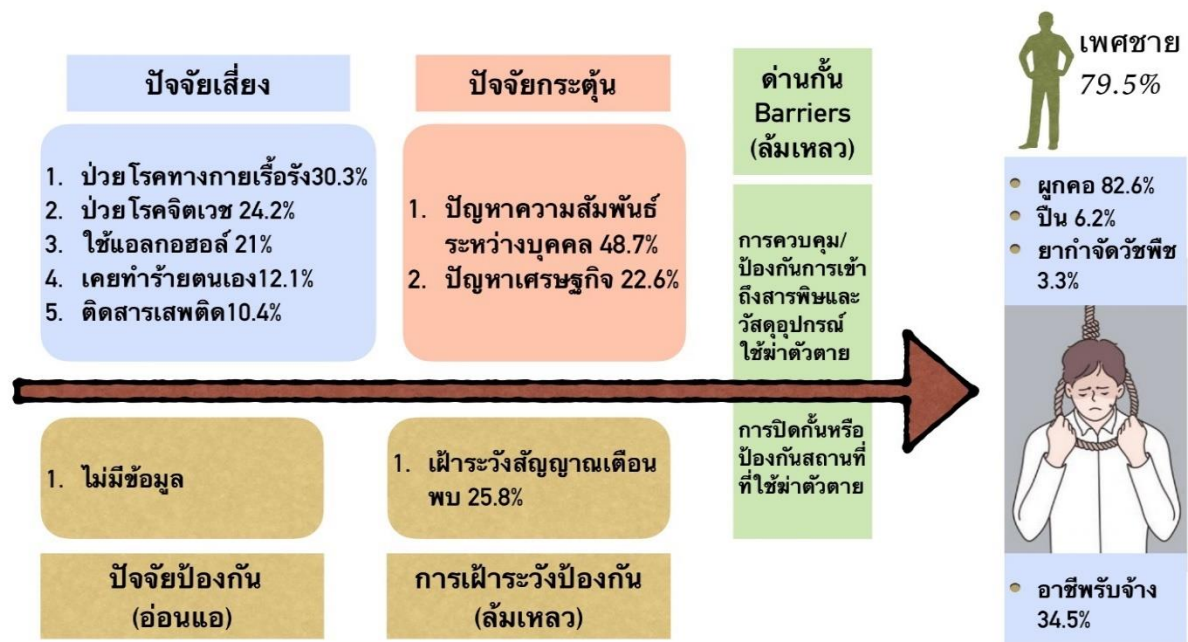 ปัจจัยเสี่ยง
1. ป่วยโรคทางกายเรื้อรัง30.3%
2. ป่วยโรคจิตเวช 24.2%
3. ใช้แอลกอฮอล์ 21%
4. เคยทำร้ายตนเอง12.1%
5. ติดสารเสพติด10.4%
ปัจจัยกระตุ้น
1. ปัญหาความสัมพันธ์
ระหว่างบุคคล 48.7%
2. ปัญหาเศรษฐกิจ 22.6%
ด่านกั้น
Barriers
(ล้มเหลว)
การควบคุม/
ป้องกันการเข้า
ถึงสารพิษและ
วัสดุอุปกรณ์
ใช้ฆ่าตัวตาย
การปิดกั้นหรือ
ป้องกันสถานที่
ที่ใช้ฆ่าตัวตาย
1. ไม่มีข้อมูล
ปัจจัยป้องกัน
(อ่อนแอ)
1. เฝ้าระวังสัญญาณเตือน
พบ 25.8%
การเฝ้าระวังป้องกัน
(ล้มเหลว)
เพศชาย
79.5%
ผูกคอ 82.6%
ปืน 6.2%
ยากำจัดวัชพืช
3.3%
อาชีพรับจ้าง
34.5%